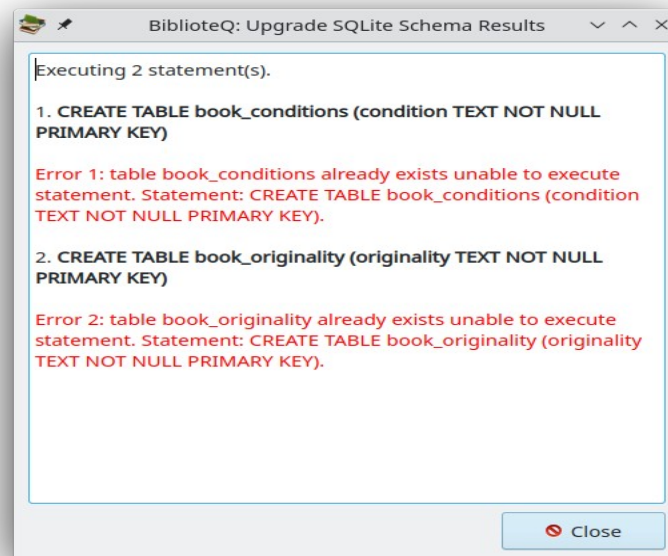 BiblioteQ: Upgrade SQLite Schema Results
Executing 2 statement(s).
1. CREATE TABLE book_conditions (condition TEXT NOT NULL
PRIMARY KEY)
Error 1: table book_conditions already exists unable to execute
statement. Statement: CREATE TABLE book_conditions (condition
TEXT NOT NULL PRIMARY KEY).
2. CREATE TABLE book_originality (originality TEXT NOT NULL
PRIMARY KEY)
Error 2: table book_originality already exists unable to execute
statement. Statement: CREATE TABLE book_originality (originality
TEXT NOT NULL PRIMARY KEY).
Close